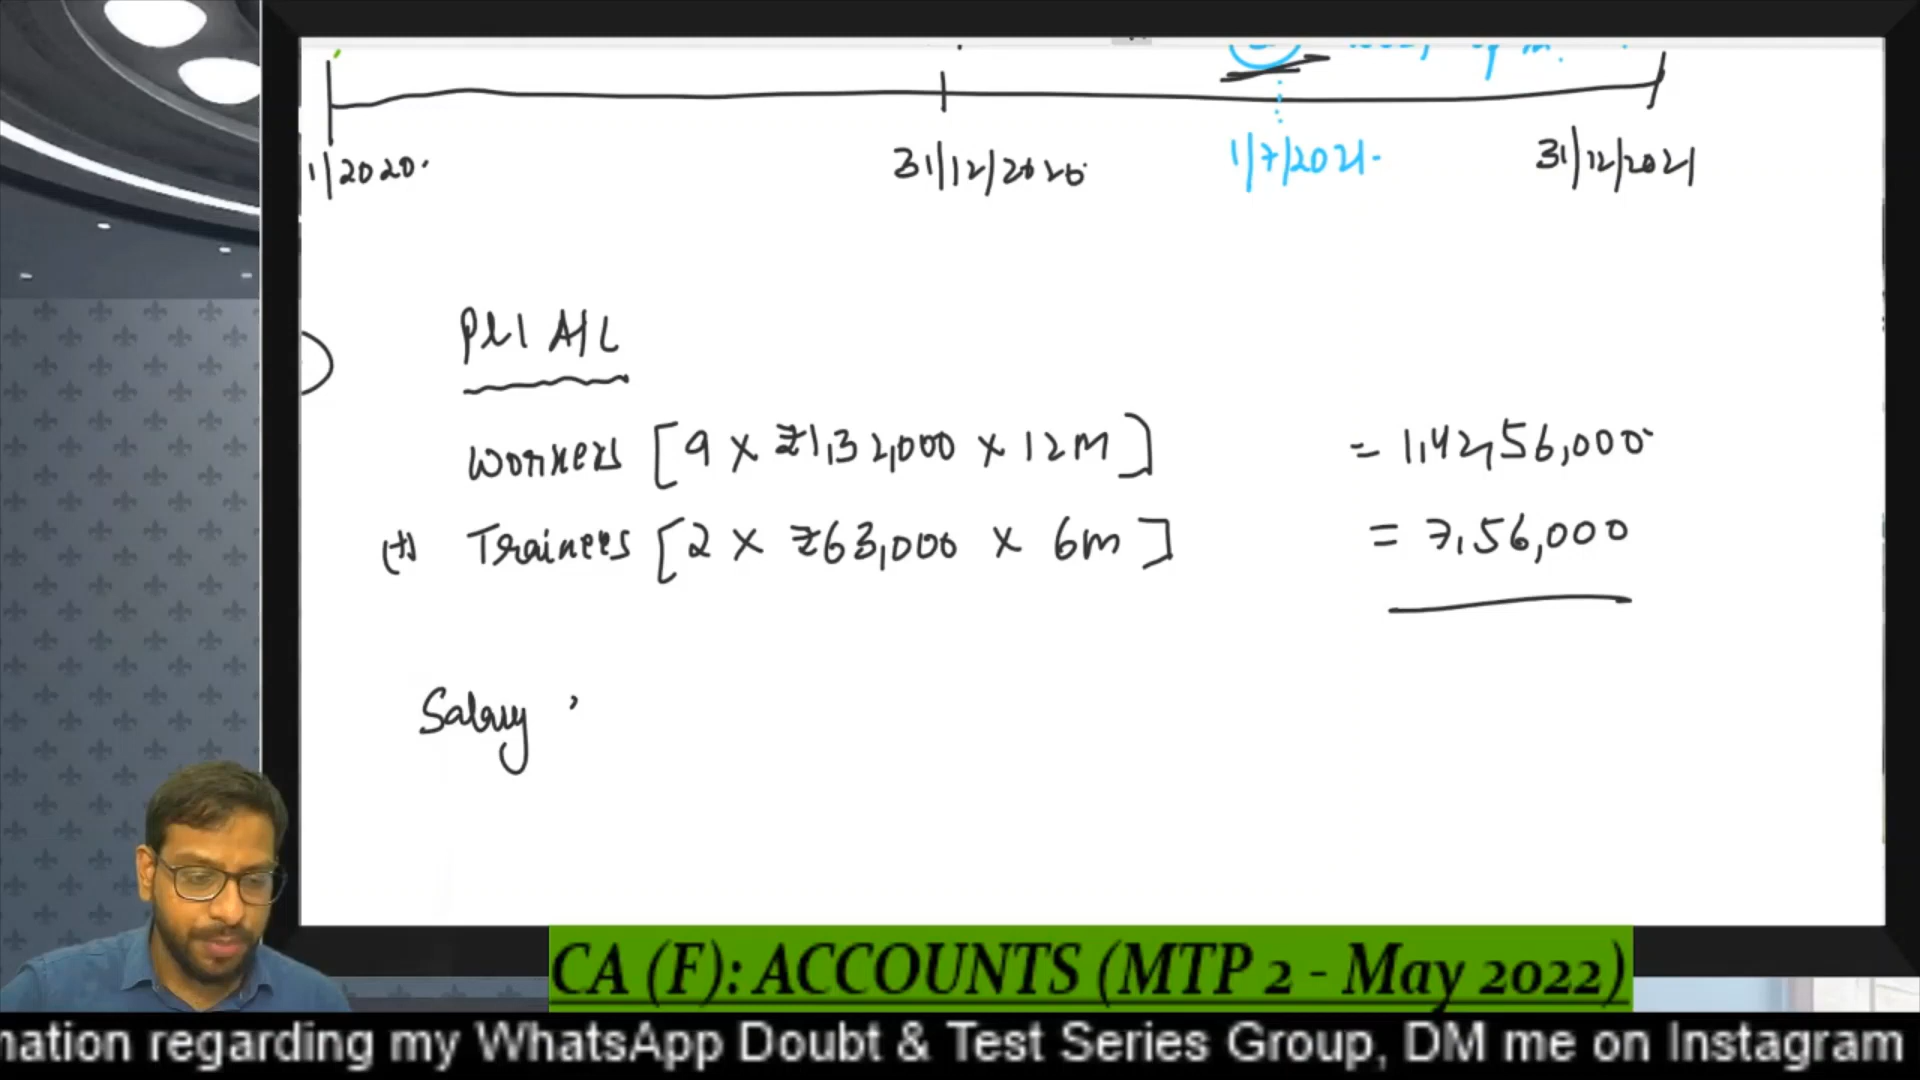 1/2020.
31/12/2020
1/7/2021.
31/12/2021
P&L A/c
Workers [9 × ₹1,32,000 × 12m] = 1,42,56,000
(+) Trainees [2 × ₹63,000 × 6m] = 7,56,000
Salary
CA (F): ACCOUNTS (MTP 2 - May 2022)
nation regarding my WhatsApp Doubt & Test Series Group, DM me on Instagram